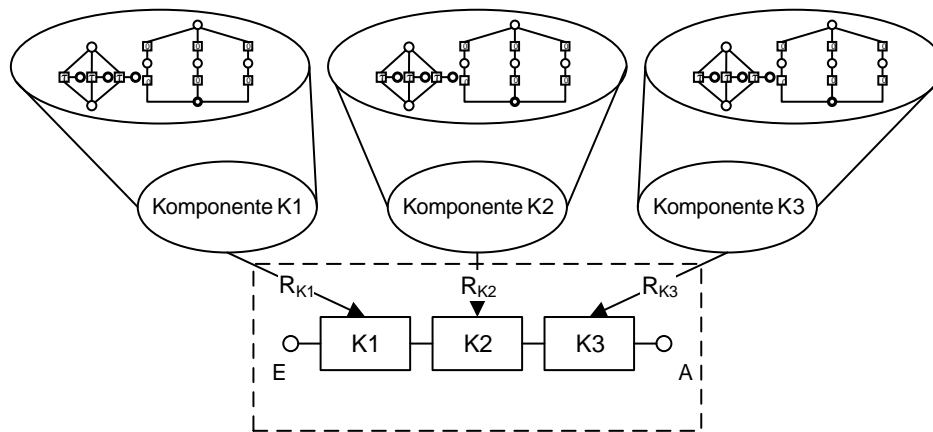 Komponente K1
Komponente K2
Komponente K3
R_K1
R_K2
R_K3
K1
K2
K3
E
A